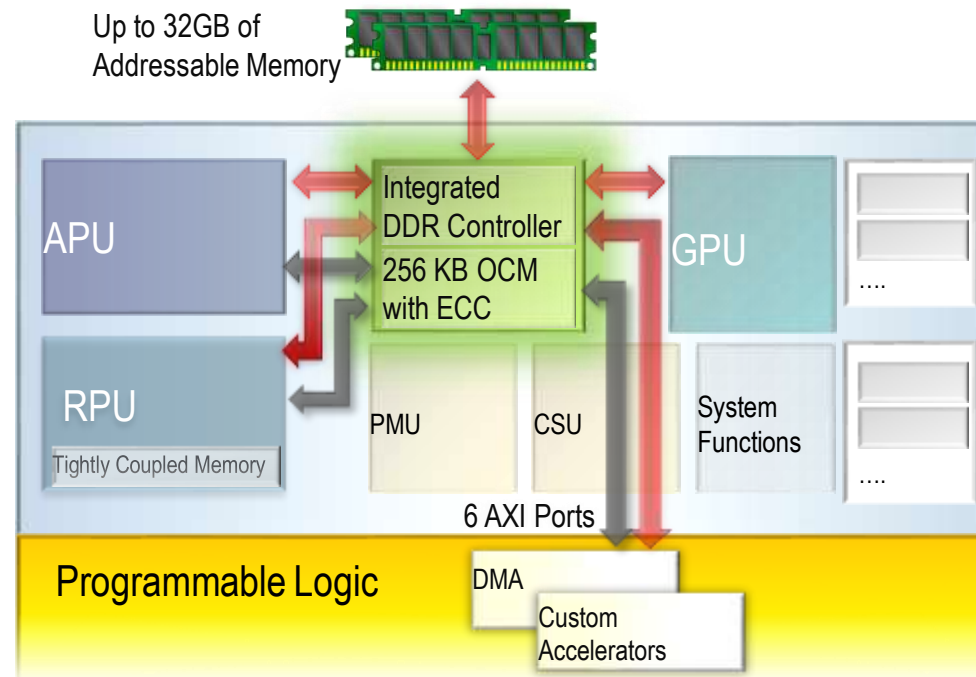 Up to 32GB of
Addressable Memory
APU
Integrated
DDR Controller
256 KB OCM
with ECC
GPU
....
RPU
Tightly Coupled Memory
PMU
CSU
System
Functions
....
6 AXI Ports
Programmable Logic
DMA
Custom
Accelerators